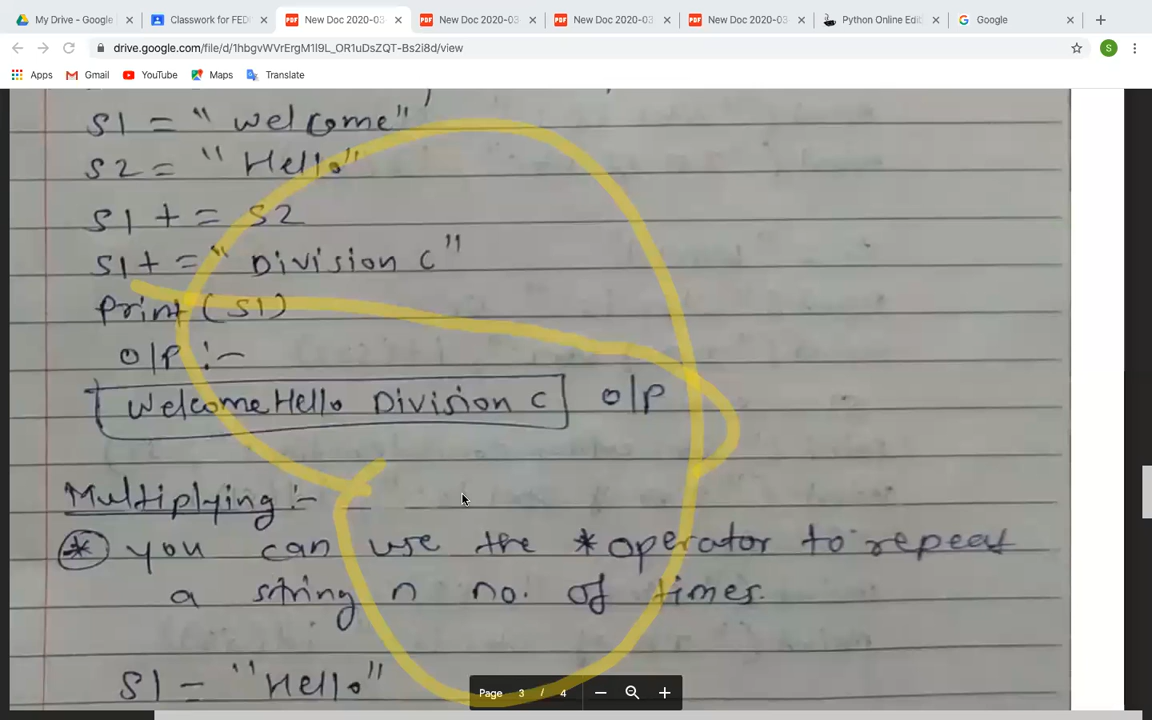 My Drive - Google
Classwork for FED
New Doc 2020-03
New Doc 2020-03
New Doc 2020-03
New Doc 2020-03
Python Online Edit
Google
drive.google.com/file/d/1hbgvWVrErgM1l9L_OR1uDsZQT-Bs2i8d/view
S
Apps
Gmail
YouTube
Maps
Translate
S1 = "welcome"
S2 = "Hello"
S1 += S2
S1+ = "Division C"
Print (S1)
O/P :-
WelcomeHello Division C O/P
Multiplying :-
* you can use the * operator to repeat
a string n no. of times.
S1 = "Hello"
Page 3 / 4